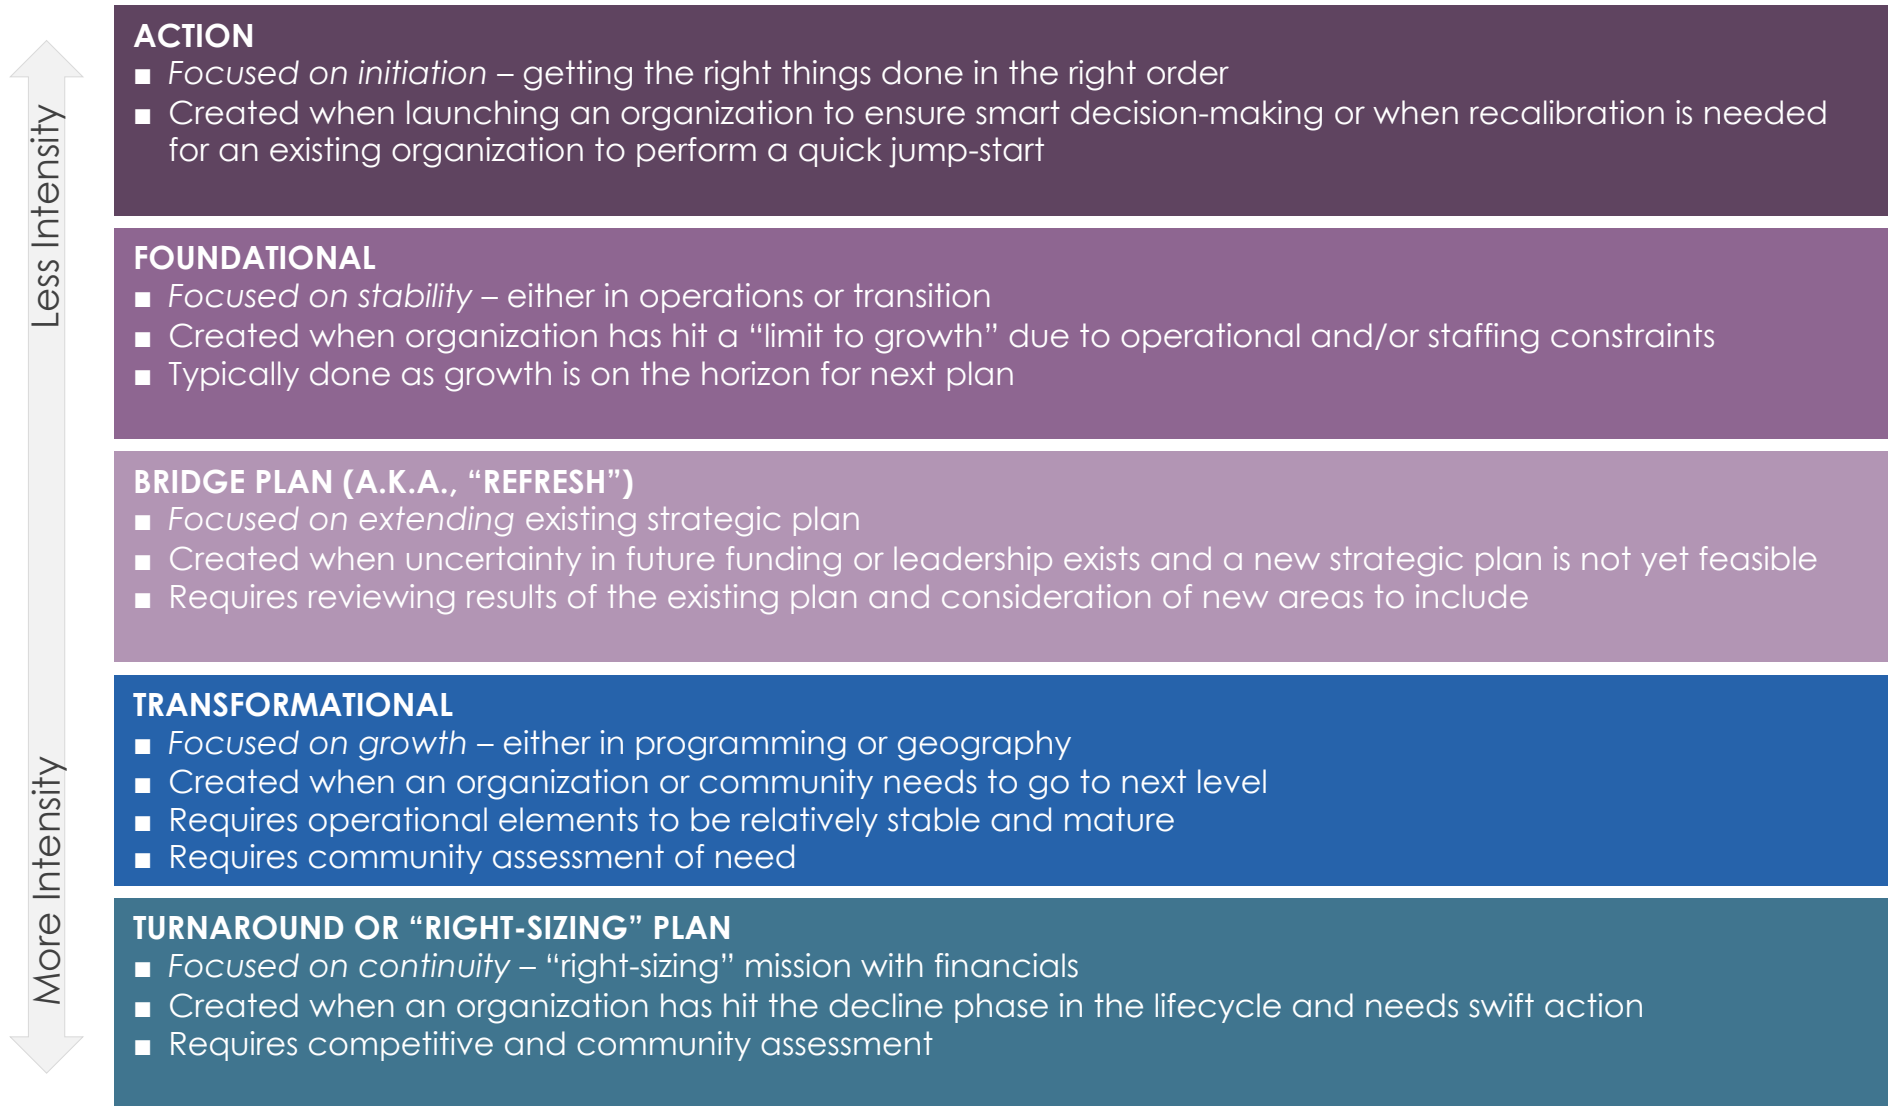 Less Intensity
More Intensity
ACTION
■ Focused on initiation – getting the right things done in the right order
■ Created when launching an organization to ensure smart decision-making or when recalibration is needed
for an existing organization to perform a quick jump-start
FOUNDATIONAL
■ Focused on stability – either in operations or transition
■ Created when organization has hit a “limit to growth” due to operational and/or staffing constraints
■ Typically done as growth is on the horizon for next plan
BRIDGE PLAN (A.K.A., “REFRESH”)
■ Focused on extending existing strategic plan
■ Created when uncertainty in future funding or leadership exists and a new strategic plan is not yet feasible
■ Requires reviewing results of the existing plan and consideration of new areas to include
TRANSFORMATIONAL
■ Focused on growth – either in programming or geography
■ Created when an organization or community needs to go to next level
■ Requires operational elements to be relatively stable and mature
■ Requires community assessment of need
TURNAROUND OR “RIGHT-SIZING” PLAN
■ Focused on continuity – “right-sizing” mission with financials
■ Created when an organization has hit the decline phase in the lifecycle and needs swift action
■ Requires competitive and community assessment